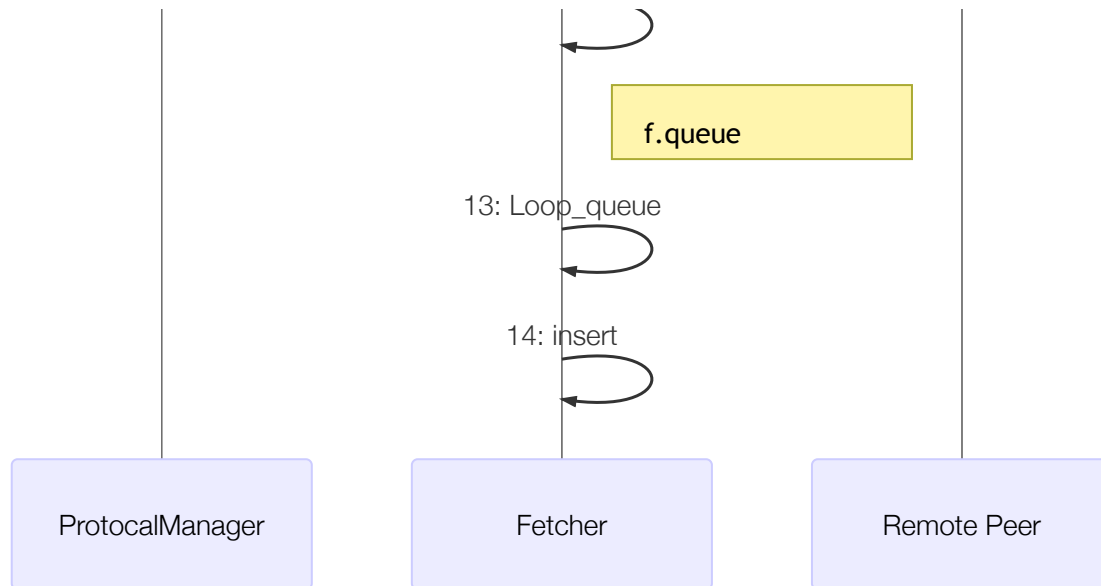 f.queue
13: Loop_queue
14: insert
ProtocalManager
Fetcher
Remote Peer